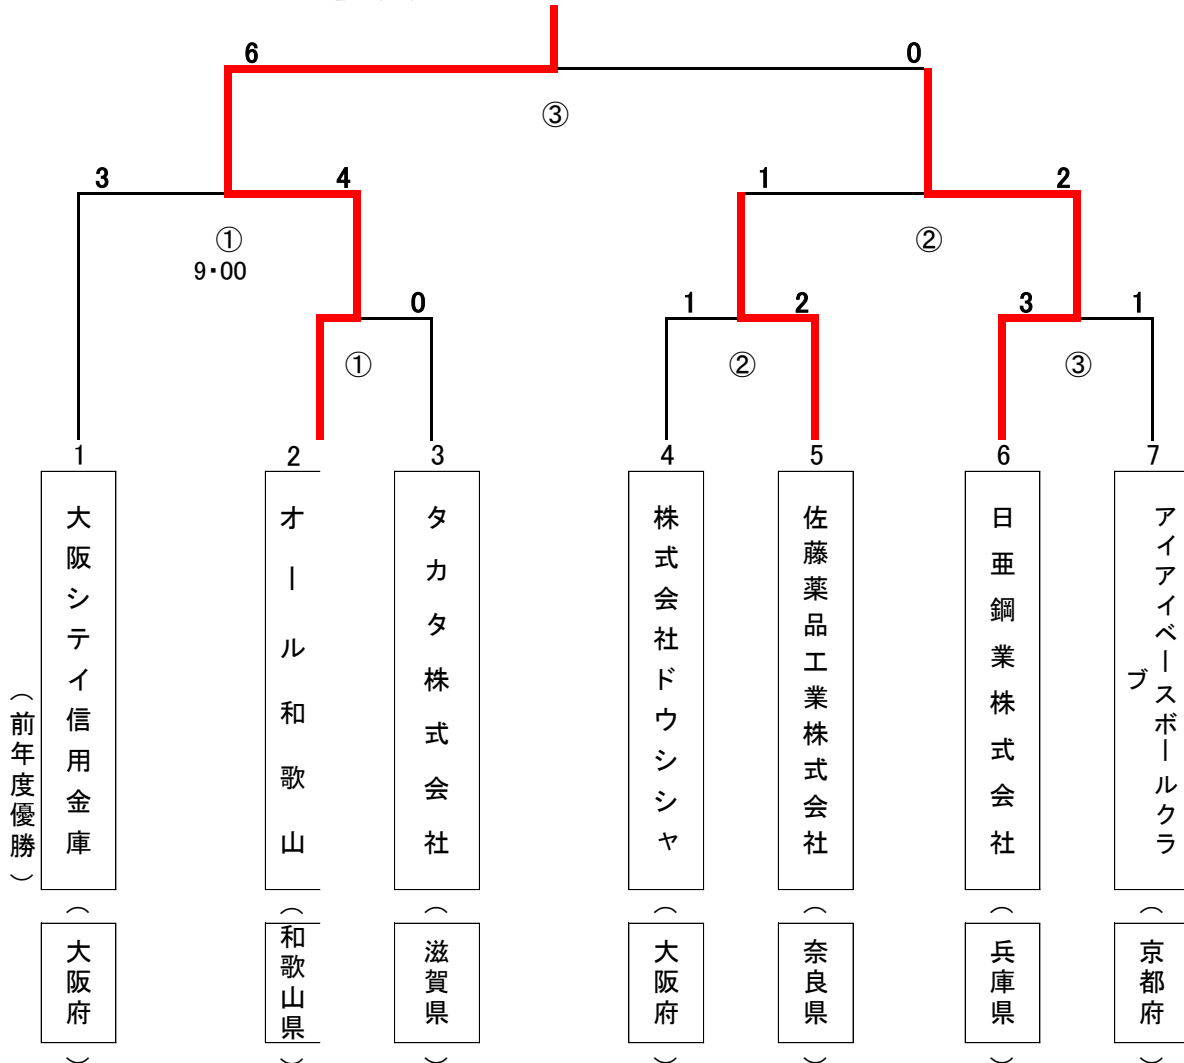 6
0
③
3
4
1
2
①
9・00
②
0
1
2
3
1
①
②
③
1
2
3
4
5
6
7
大阪シテイ信用金庫
(前年度優勝)
オール和歌山
タカタ株式会社
株式会社ドウシシャ
佐藤薬品工業株式会社
日亜鋼業株式会社
アイアイベースボールクラ
ブ
(大阪府)
(和歌山県)
(滋賀県)
(大阪府)
(奈良県)
(兵庫県)
(京都府)